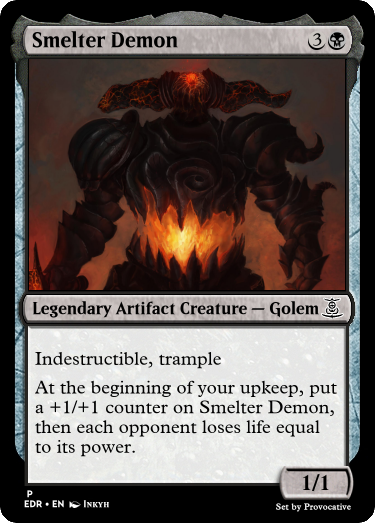 Smelter Demon 3
Legendary Artifact Creature — Golem
Indestructible, trample
At the beginning of your upkeep, put
a +1/+1 counter on Smelter Demon,
then each opponent loses life equal
to its power.
1/1
P
EDR • EN Inkyh
Set by Provocative